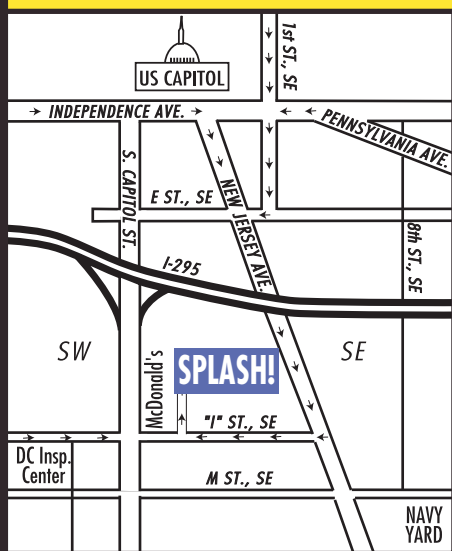 1st ST., SE
US CAPITOL
INDEPENDENCE AVE.
PENNSYLVANIA AVE.
S. CAPITOL ST.
E ST., SE
NEW JERSEY AVE.
8th ST., SE
I-295
SW
McDonald's
SPLASH!
SE
"I" ST., SE
DC Insp.
Center
M ST., SE
NAVY
YARD